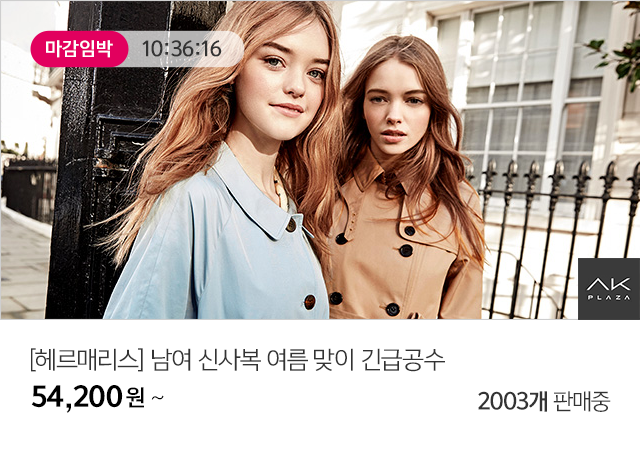 마감임박 10:36:16
AK
PLAZA
[헤르매리스] 남여 신사복 여름 맞이 긴급공수
54,200원 ~
2003개 판매중